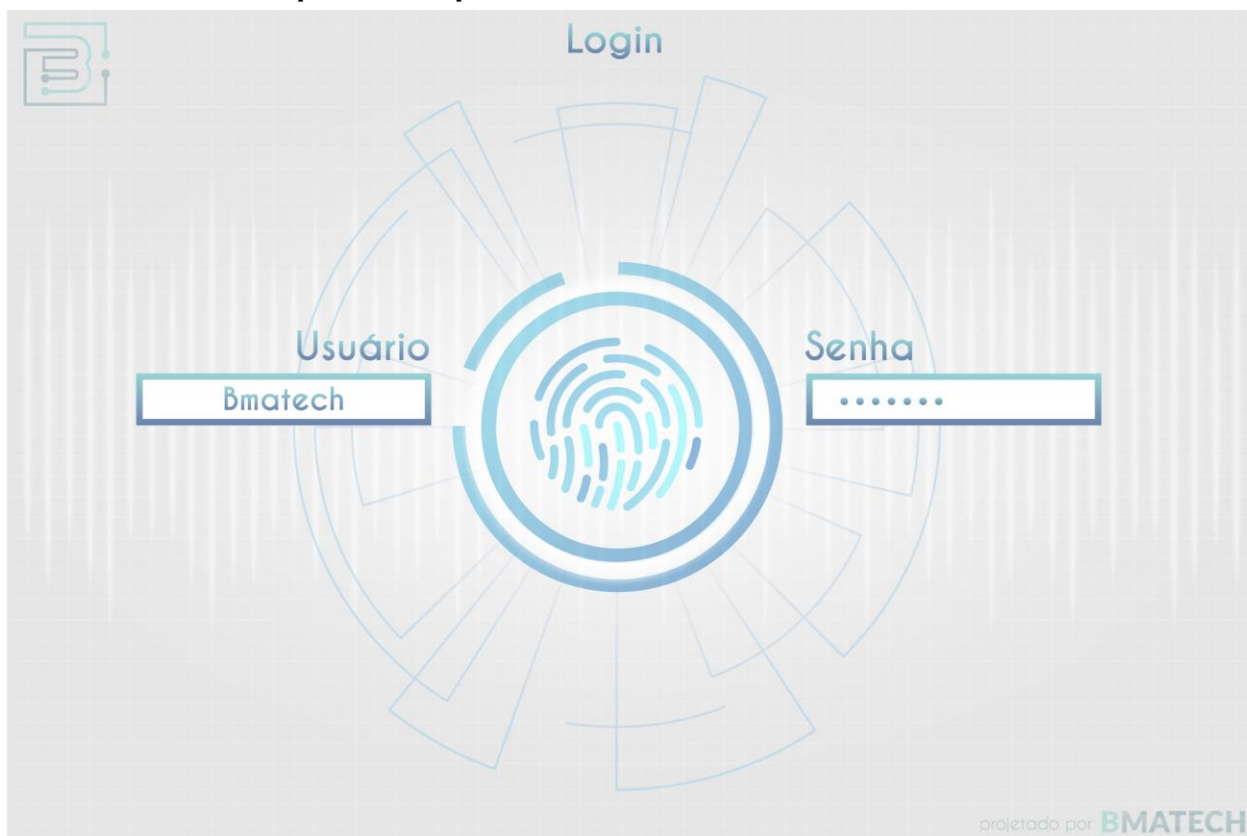 Login
Usuário
Senha
Bmatech
•••••••
projetado por BMATECH